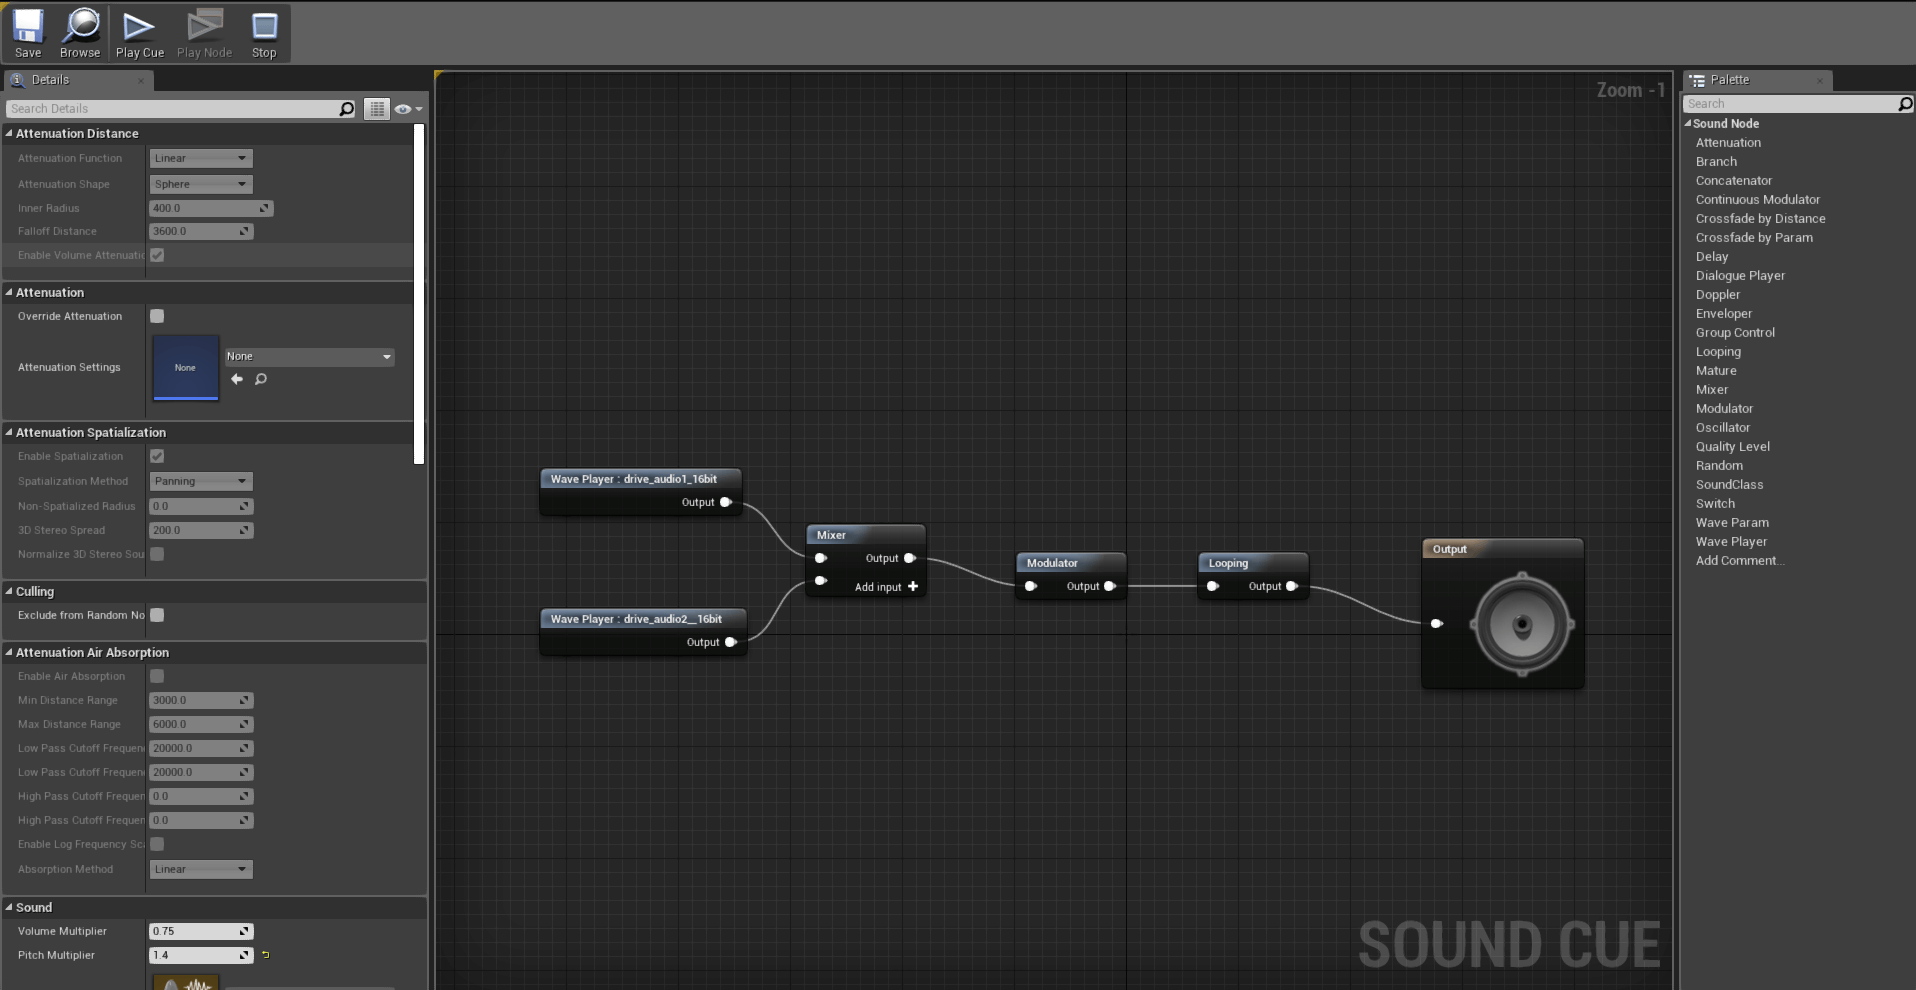 Save Browse Play Cue Play Node Stop
Details
Search Details
Attenuation Distance
Attenuation Function Linear
Attenuation Shape Sphere
Inner Radius 400.0
Falloff Distance 3600.0
Enable Volume Attenuatio
Attenuation
Override Attenuation
Attenuation Settings None None
Attenuation Spatialization
Enable Spatialization
Spatialization Method Panning
Non-Spatialized Radius 0.0
3D Stereo Spread 200.0
Normalize 3D Stereo Sou
Culling
Exclude from Random No
Attenuation Air Absorption
Enable Air Absorption
Min Distance Range 3000.0
Max Distance Range 6000.0
Low Pass Cutoff Frequen 20000.0
Low Pass Cutoff Frequen 20000.0
High Pass Cutoff Frequen 0.0
High Pass Cutoff Frequen 0.0
Enable Log Frequency Sca
Absorption Method Linear
Sound
Volume Multiplier 0.75
Pitch Multiplier 1.4
Zoom -1
Wave Player : drive_audio1_16bit
Output
Wave Player : drive_audio2__16bit
Output
Mixer
Output
Add input
Modulator
Output
Looping
Output
Output
SOUND CUE
Palette
Search
Sound Node
Attenuation
Branch
Concatenator
Continuous Modulator
Crossfade by Distance
Crossfade by Param
Delay
Dialogue Player
Doppler
Enveloper
Group Control
Looping
Mature
Mixer
Modulator
Oscillator
Quality Level
Random
SoundClass
Switch
Wave Param
Wave Player
Add Comment...